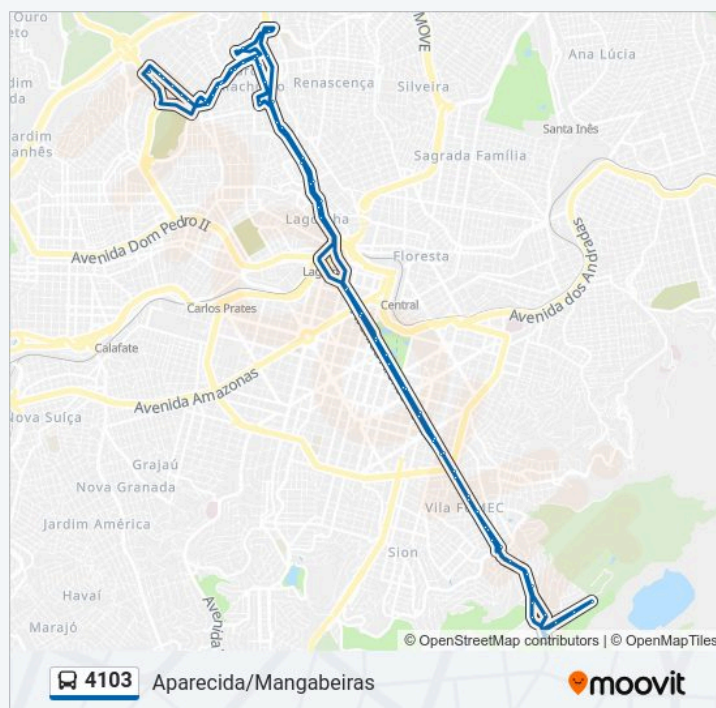 Ouro
MOVE
Ana Lúcia
Renascença
Silveira
Jardim
Santa Inês
Sagrada Família
Avenida Dom Pedro II
Floresta
Avenida dos Andradas
Central
Carlos Prates
Calafate
Avenida Amazonas
Nova Suíça
Grajaú
Nova Granada
Jardim América
Sion
Havaí
Marajó
© OpenStreetMap contributors | © OpenMapTiles
4103 Aparecida/Mangabeiras
moovit